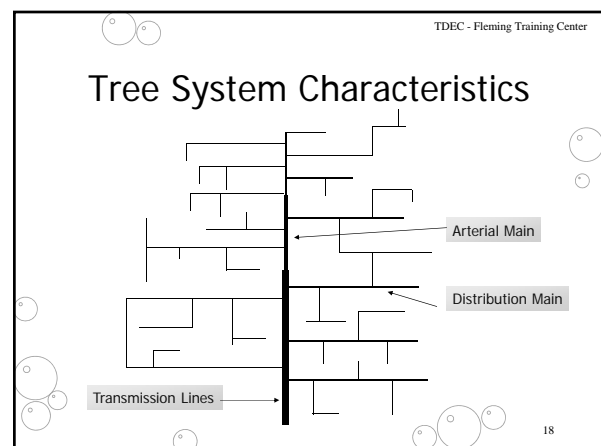 TDEC - Fleming Training Center
Tree System Characteristics
Arterial Main
Distribution Main
Transmission Lines
18